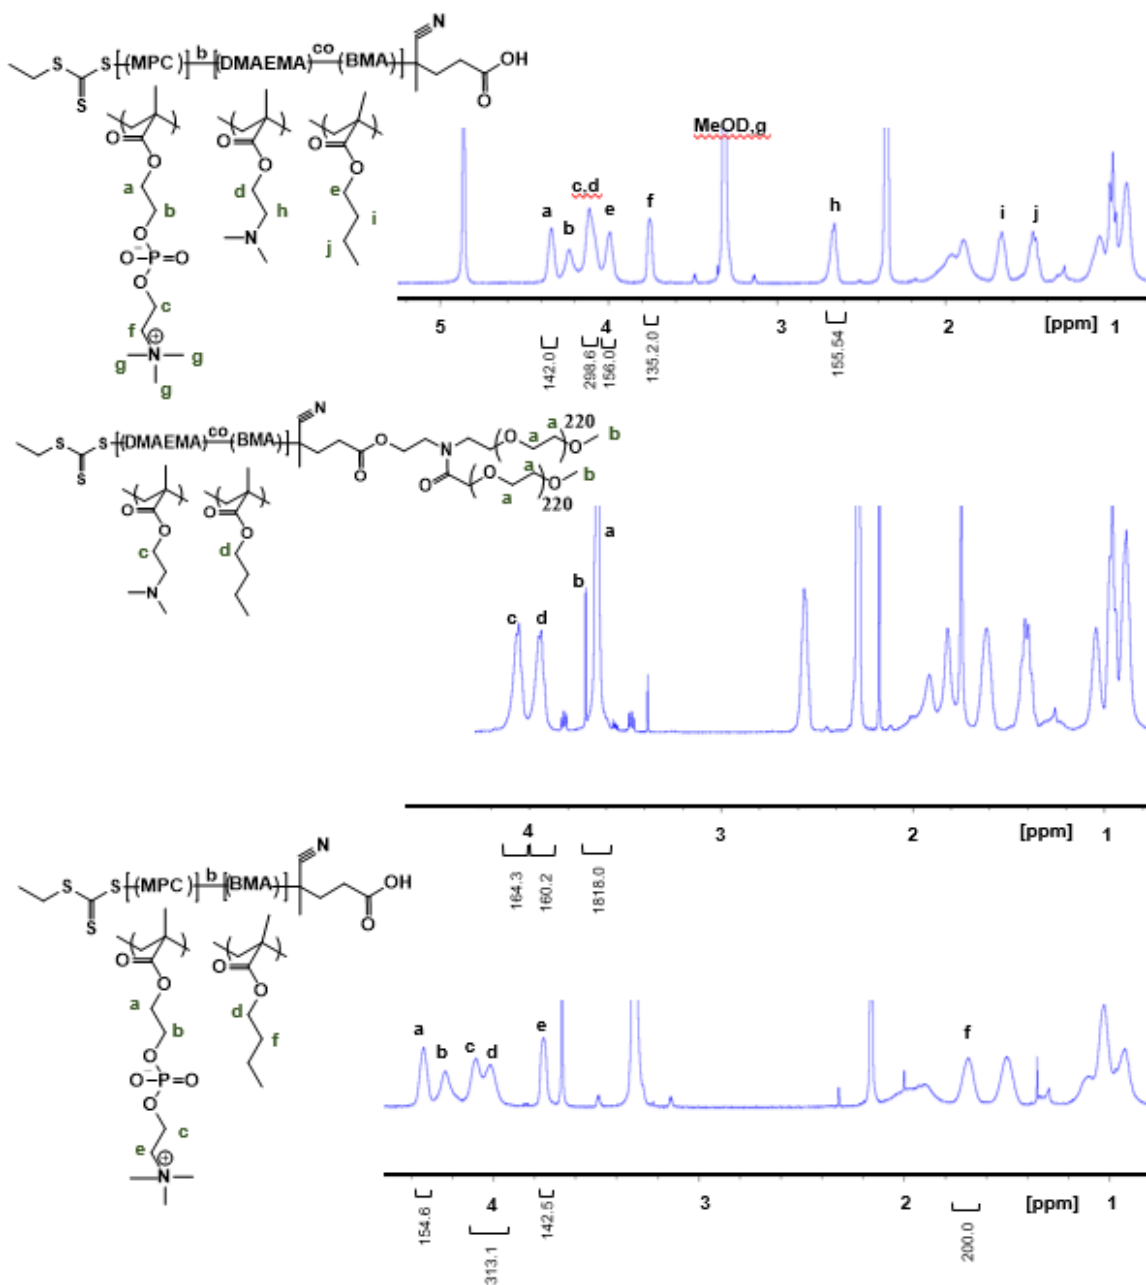 N
b
co
S S[(MPC)] [(DMAEMA) (BMA)] OH
S
O
O O O
O O O
a d e
b h i
O N j
⁻O-P=O
O
c
f
⊕
g N g
g
MeOD,g
a b c,d e f h i j
5 4 3 2 [ppm] 1
142.0 298.6 156.0 135.2.0 155.54
N
co
S S [(DMAEMA) (BMA)] O N (O )O b
a a 220
S O O (O )O b
a a 220
O O
O O
c d
N
c d b a
4 3 2 [ppm] 1
164.3 160.2 1818.0
N
b
S S[(MPC)] [(BMA)] OH
S
O
O O
O O
a d
b f
O
⁻O-P=O
O
c
e
⊕
N
a b c d e f
4 3 2 [ppm] 1
154.6 313.1 142.5 200.0